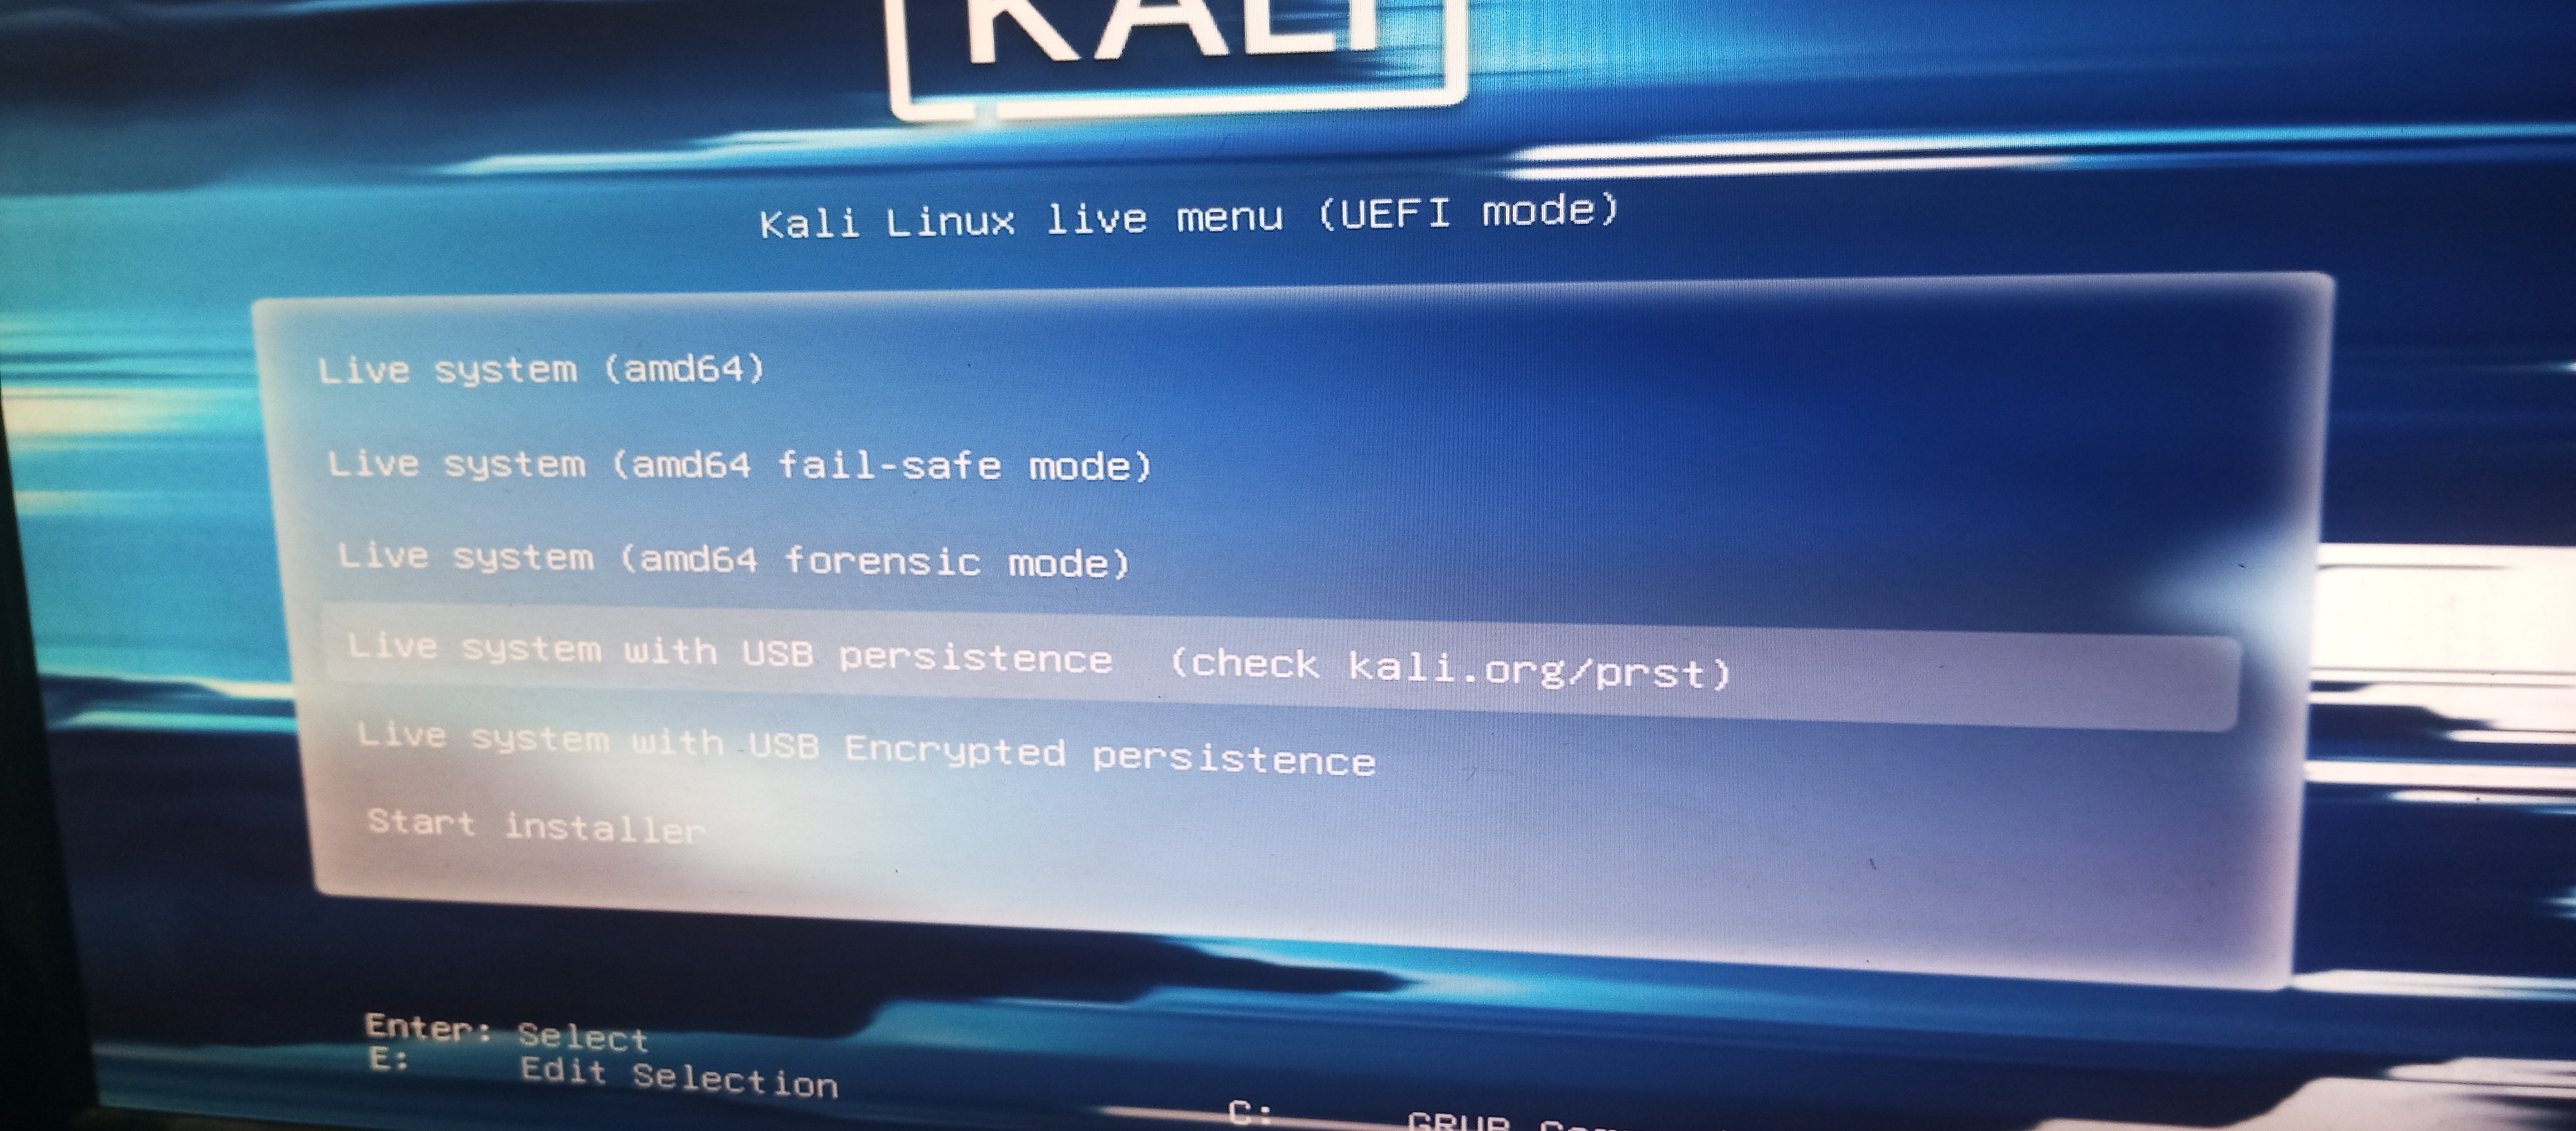 KALI
Kali Linux live menu (UEFI mode)
Live system (amd64)
Live system (amd64 fail-safe mode)
Live system (amd64 forensic mode)
Live system with USB persistence  (check kali.org/prst)
Live system with USB Encrypted persistence
Start installer
Enter: Select
E: Edit Selection
C: GRUB